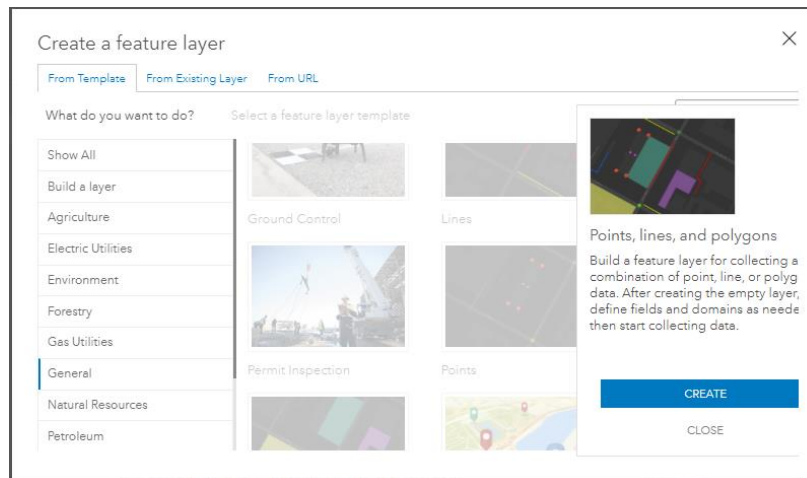 Create a feature layer
From Template From Existing Layer From URL
What do you want to do? Select a feature layer template
Show All
Build a layer
Agriculture
Electric Utilities
Environment
Forestry
Gas Utilities
General
Natural Resources
Petroleum
Ground Control Lines
Permit Inspection Points
Points, lines, and polygons
Build a feature layer for collecting a
combination of point, line, or polyg
data. After creating the empty layer,
define fields and domains as neede
then start collecting data.
CREATE
CLOSE